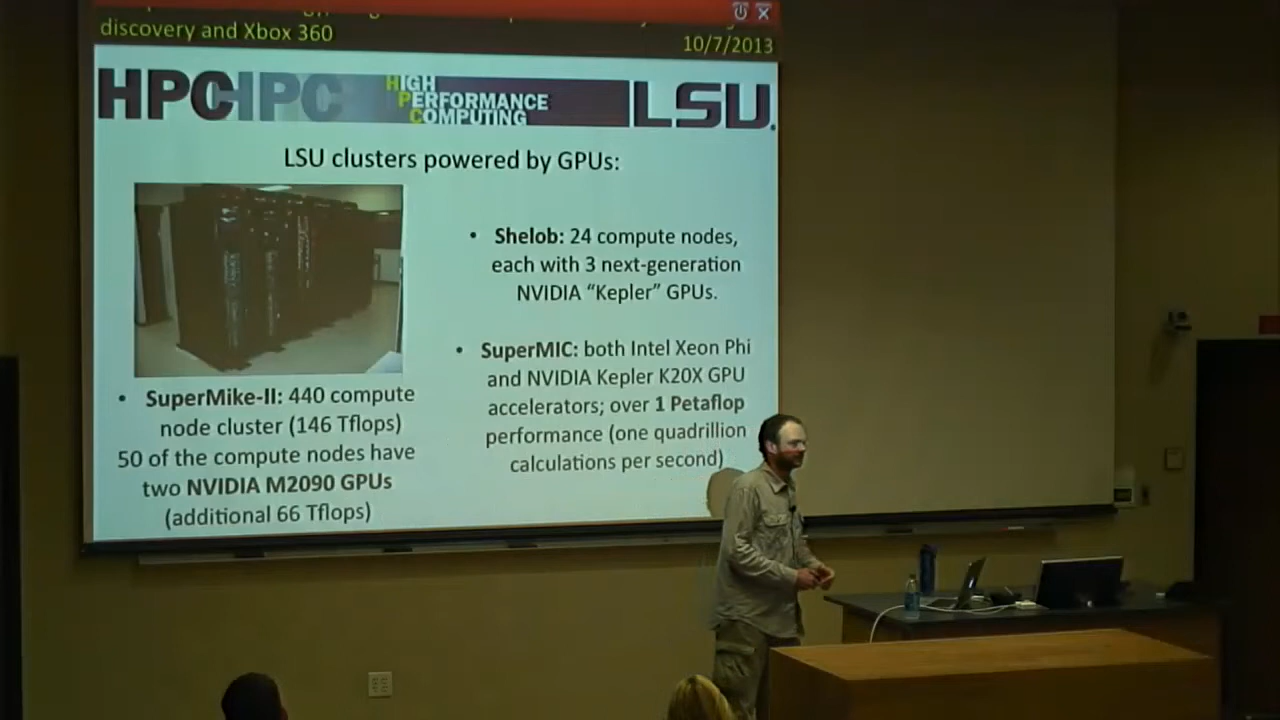 discovery and Xbox 360
10/7/2013
HPC HPC
HIGH
PERFORMANCE
COMPUTING
LSU
LSU clusters powered by GPUs:
• SuperMike-II: 440 compute
node cluster (146 Tflops)
50 of the compute nodes have
two NVIDIA M2090 GPUs
(additional 66 Tflops)
• Shelob: 24 compute nodes,
each with 3 next-generation
NVIDIA “Kepler” GPUs.
• SuperMIC: both Intel Xeon Phi
and NVIDIA Kepler K20X GPU
accelerators; over 1 Petaflop
performance (one quadrillion
calculations per second)